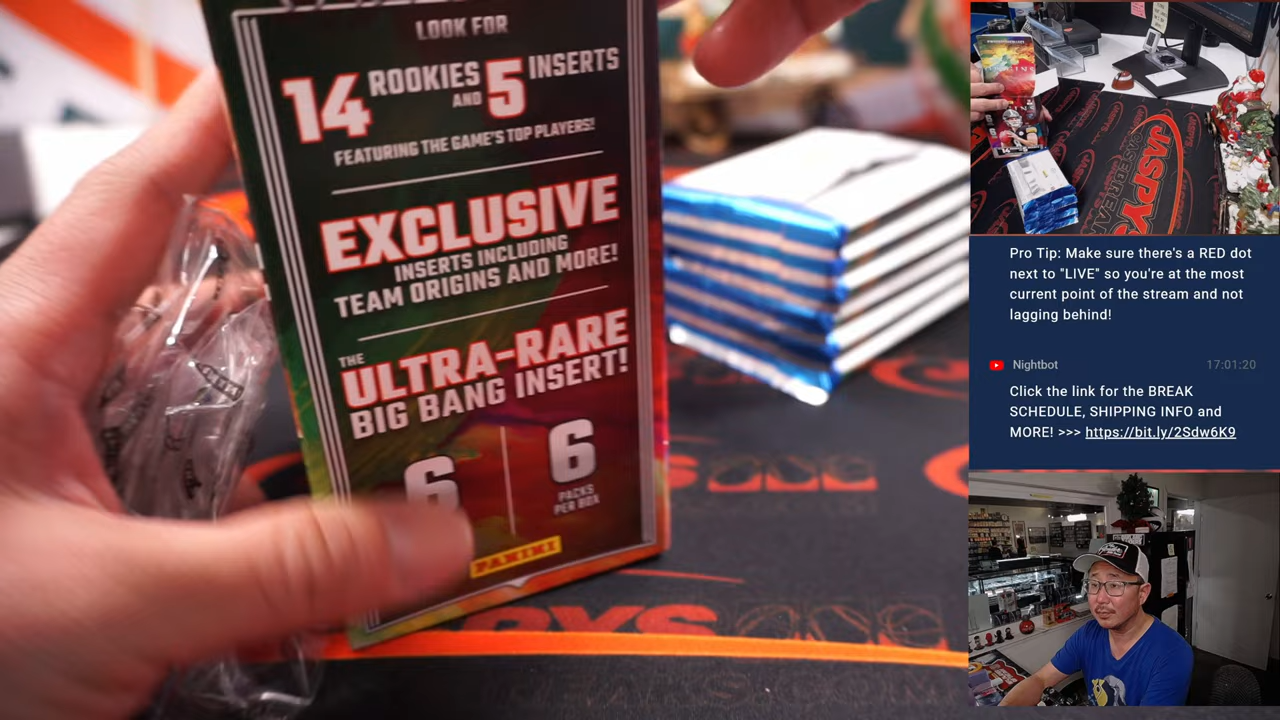 LOOK FOR
14 ROOKIES AND 5 INSERTS
FEATURING THE GAME'S TOP PLAYERS!
EXCLUSIVE
INSERTS INCLUDING
TEAM ORIGINS AND MORE!
THE
ULTRA-RARE
BIG BANG INSERT!
6
6
PACKS
PER BOX
PANINI
JASPYS
Pro Tip: Make sure there's a RED dot
next to "LIVE" so you're at the most
current point of the stream and not
lagging behind!
Nightbot 17:01:20
Click the link for the BREAK
SCHEDULE, SHIPPING INFO and
MORE! >>> https://bit.ly/2Sdw6K9